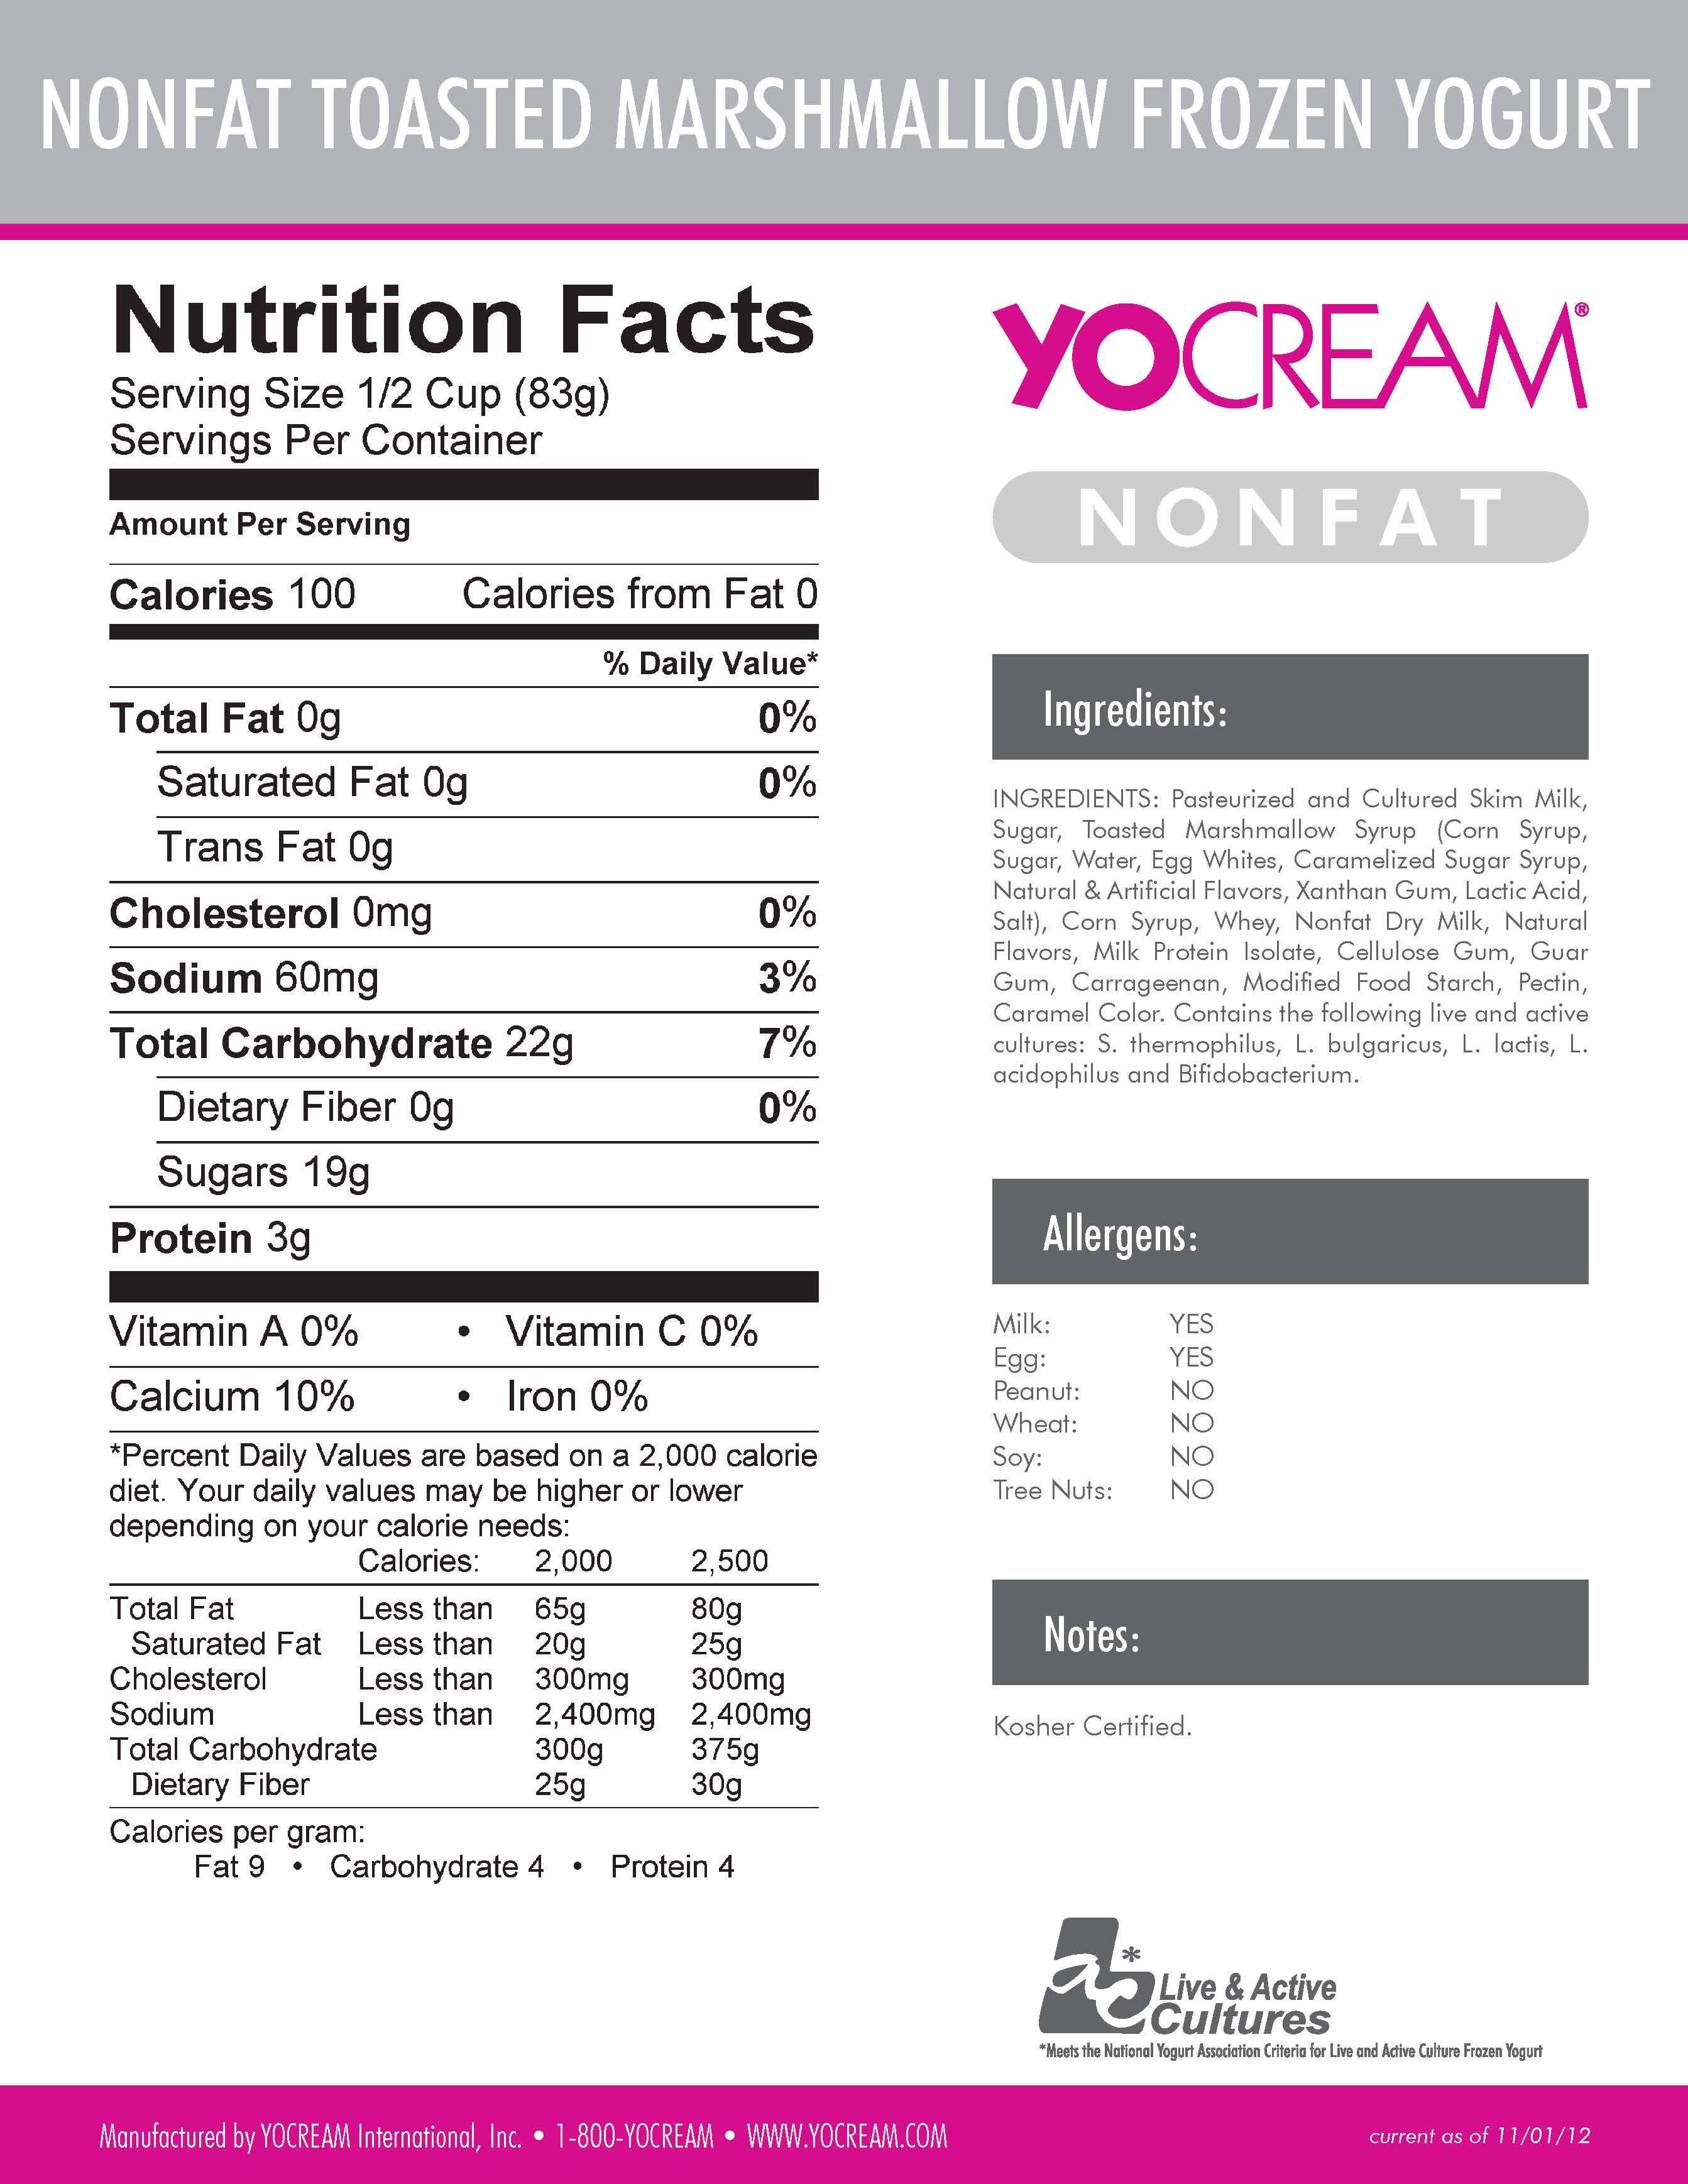 NONFAT TOASTED MARSHMALLOW FROZEN YOGURT
Nutrition Facts
Serving Size 1/2 Cup (83g)
Servings Per Container
Amount Per Serving
Calories 100 Calories from Fat 0
% Daily Value*
Total Fat 0g 0%
Saturated Fat 0g 0%
Trans Fat 0g
Cholesterol 0mg 0%
Sodium 60mg 3%
Total Carbohydrate 22g 7%
Dietary Fiber 0g 0%
Sugars 19g
Protein 3g
Vitamin A 0% • Vitamin C 0%
Calcium 10% • Iron 0%
*Percent Daily Values are based on a 2,000 calorie
diet. Your daily values may be higher or lower
depending on your calorie needs:
Calories: 2,000 2,500
Total Fat Less than 65g 80g
Saturated Fat Less than 20g 25g
Cholesterol Less than 300mg 300mg
Sodium Less than 2,400mg 2,400mg
Total Carbohydrate 300g 375g
Dietary Fiber 25g 30g
Calories per gram:
Fat 9 • Carbohydrate 4 • Protein 4
YOCREAM®
NONFAT
Ingredients:
INGREDIENTS: Pasteurized and Cultured Skim Milk,
Sugar, Toasted Marshmallow Syrup (Corn Syrup,
Sugar, Water, Egg Whites, Caramelized Sugar Syrup,
Natural & Artificial Flavors, Xanthan Gum, Lactic Acid,
Salt), Corn Syrup, Whey, Nonfat Dry Milk, Natural
Flavors, Milk Protein Isolate, Cellulose Gum, Guar
Gum, Carrageenan, Modified Food Starch, Pectin,
Caramel Color. Contains the following live and active
cultures: S. thermophilus, L. bulgaricus, L. lactis, L.
acidophilus and Bifidobacterium.
Allergens:
Milk: YES
Egg: YES
Peanut: NO
Wheat: NO
Soy: NO
Tree Nuts: NO
Notes:
Kosher Certified.
ac*
Live & Active
Cultures
*Meets the National Yogurt Association Criteria for Live and Active Culture Frozen Yogurt
Manufactured by YOCREAM International, Inc. • 1-800-YOCREAM • WWW.YOCREAM.COM
current as of 11/01/12